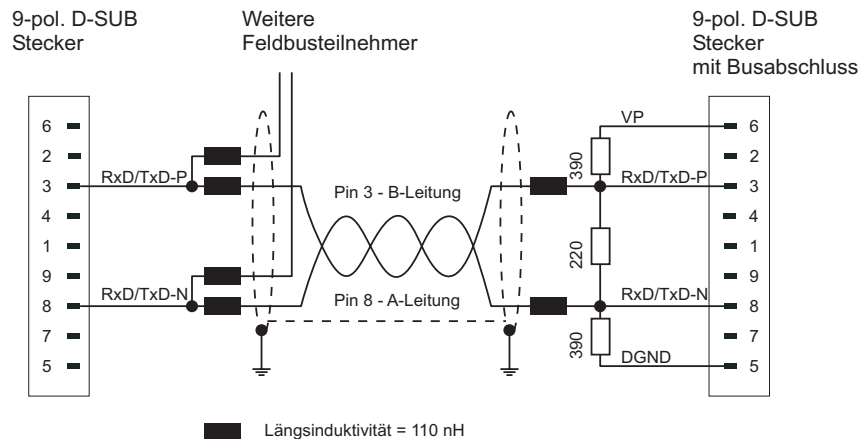 9-pol. D-SUB
Stecker
Weitere
Feldbusteilnehmer
9-pol. D-SUB
Stecker
mit Busabschluss
6
2
3
4
1
9
8
7
5
RxD/TxD-P
RxD/TxD-N
Pin 3 - B-Leitung
Pin 8 - A-Leitung
VP
390
RxD/TxD-P
220
RxD/TxD-N
390
DGND
6
2
3
4
1
9
8
7
5
Längsinduktivität = 110 nH